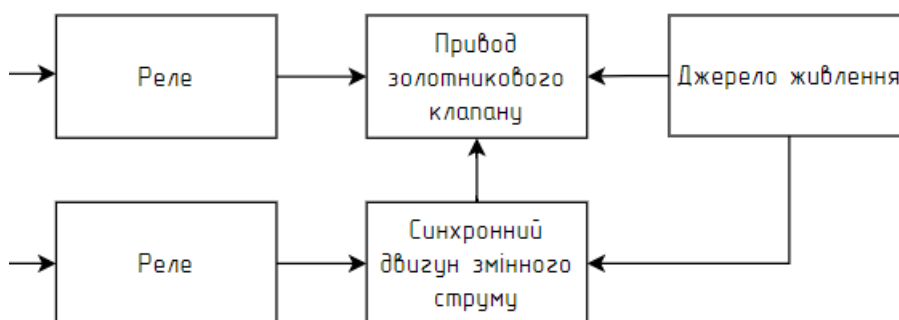 Реле
Привод
золотникового
клапану
Джерело живлення
Реле
Синхронний
двигун змінного
струму